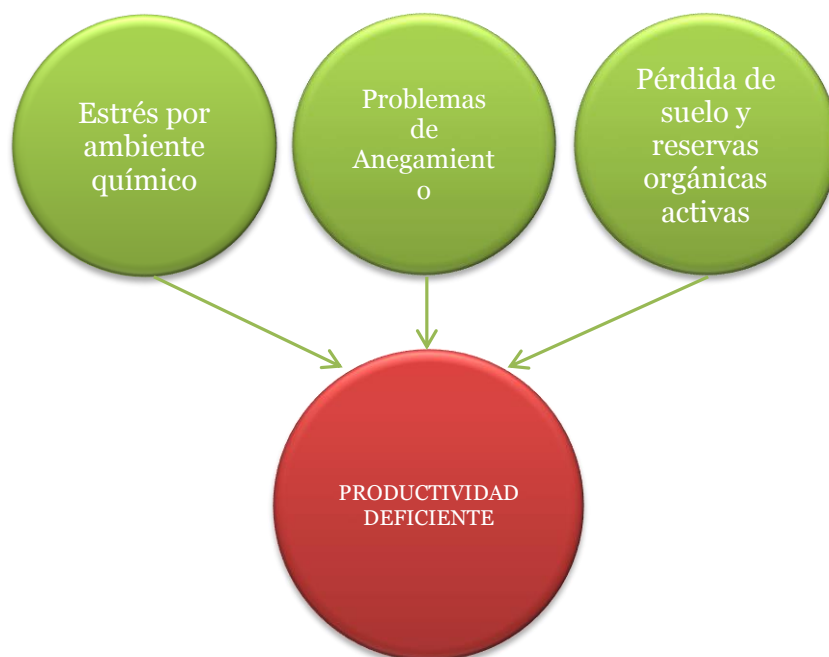 Estrés por
ambiente
químico
Problemas
de
Anegamient
o
Pérdida de
suelo y
reservas
orgánicas
activas
PRODUCTIVIDAD
DEFICIENTE